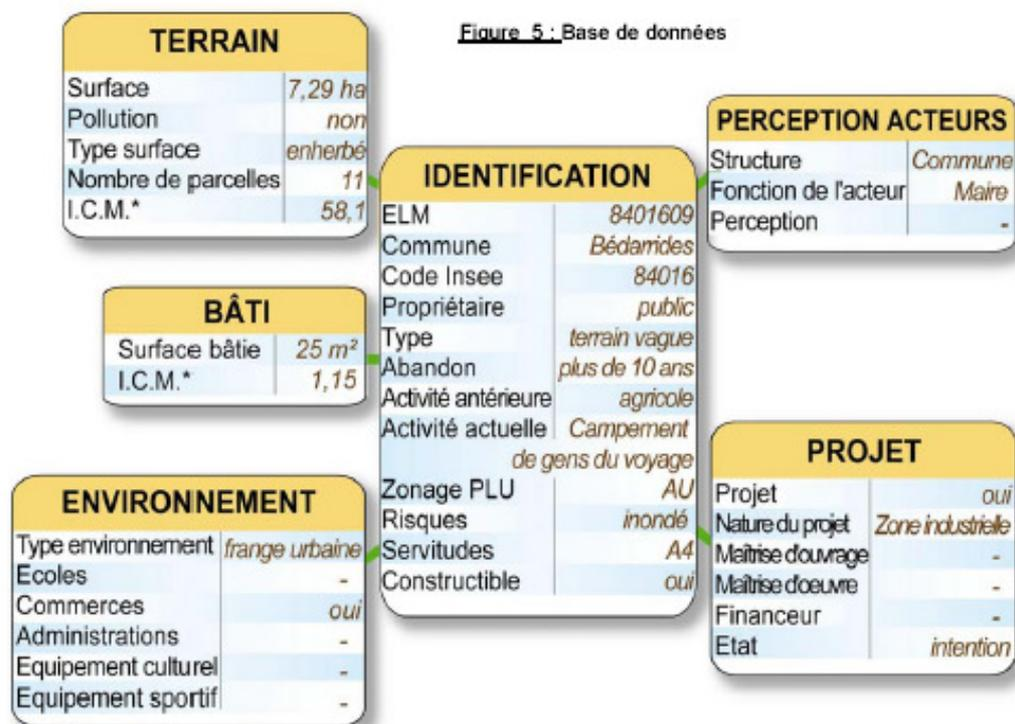 Figure 5 : Base de données
TERRAIN
Surface 7,29 ha
Pollution non
Type surface enherbé
Nombre de parcelles 11
I.C.M.* 58,1
BÂTI
Surface bâtie 25 m²
I.C.M.* 1,15
ENVIRONNEMENT
Type environnement frange urbaine
Ecoles -
Commerces oui
Administrations -
Equipement culturel -
Equipement sportif -
IDENTIFICATION
ELM 8401609
Commune Bédarrides
Code Insee 84016
Propriétaire public
Type terrain vague
Abandon plus de 10 ans
Activité antérieure agricole
Activité actuelle Campement
de gens du voyage
Zonage PLU AU
Risques inondé
Servitudes A4
Constructible oui
PERCEPTION ACTEURS
Structure Commune
Fonction de l'acteur Maire
Perception -
PROJET
Projet oui
Nature du projet Zone industrielle
Maîtrise d'ouvrage -
Maîtrise d'oeuvre -
Financeur -
Etat intention